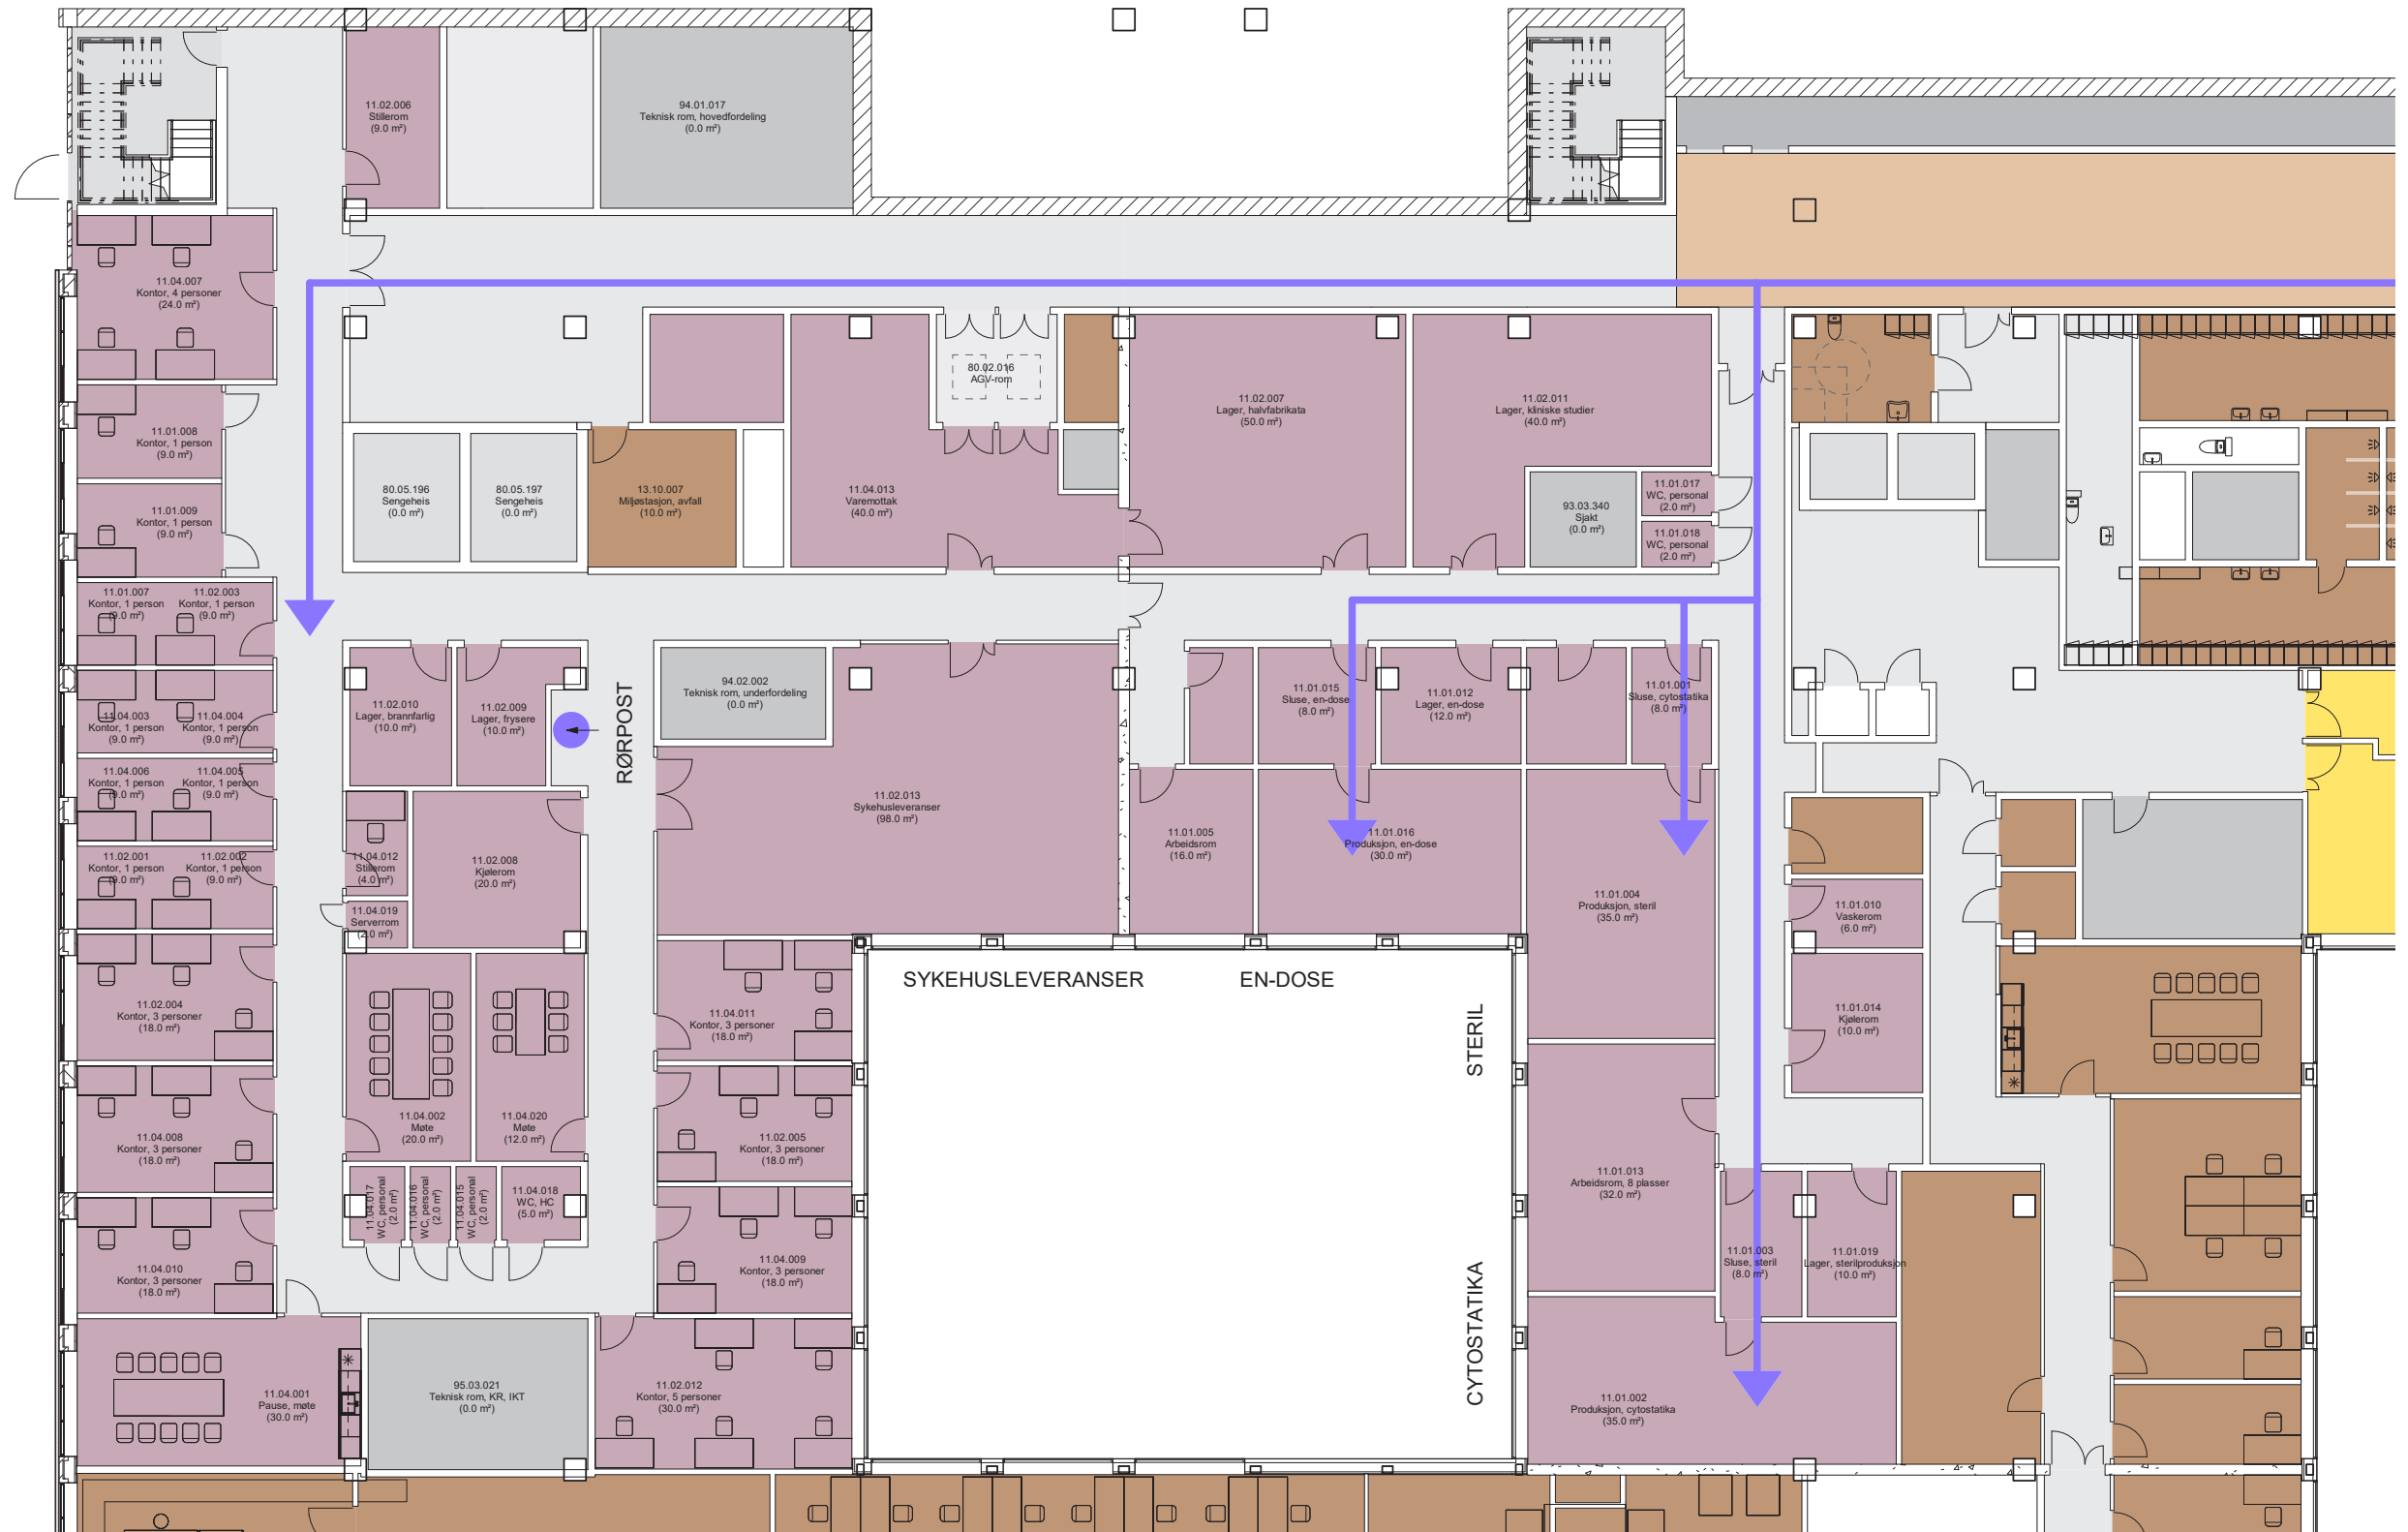 11.02.006
Stillerom
(9.0 m²)
94.01.017
Teknisk rom, hovedfordeling
(0.0 m²)
11.04.007
Kontor, 4 personer
(24.0 m²)
80.02.016
AGV-rom
11.02.007
Lager, halvfabrikata
(50.0 m²)
11.02.011
Lager, kliniske studier
(40.0 m²)
11.01.008
Kontor, 1 person
(9.0 m²)
80.05.196
Sengeheis
(0.0 m²)
80.05.197
Sengeheis
(0.0 m²)
13.10.007
Miljøstasjon, avfall
(10.0 m²)
11.04.013
Varemottak
(40.0 m²)
93.03.340
Sjakt
(0.0 m²)
11.01.017
WC, personal
(2.0 m²)
11.01.018
WC, personal
(2.0 m²)
11.01.009
Kontor, 1 person
(9.0 m²)
11.01.007
Kontor, 1 person
(9.0 m²)
11.02.003
Kontor, 1 person
(9.0 m²)
11.04.003
Kontor, 1 person
(9.0 m²)
11.04.004
Kontor, 1 person
(9.0 m²)
11.02.010
Lager, brannfarlig
(10.0 m²)
11.02.009
Lager, frysere
(10.0 m²)
RØRPOST
94.02.002
Teknisk rom, underfordeling
(0.0 m²)
11.01.015
Sluse, en-dose
(8.0 m²)
11.01.012
Lager, en-dose
(12.0 m²)
11.01.001
Sluse, cytostatika
(8.0 m²)
11.04.006
Kontor, 1 person
(9.0 m²)
11.04.005
Kontor, 1 person
(9.0 m²)
11.02.013
Sykehusleveranser
(98.0 m²)
11.01.005
Arbeidsrom
(16.0 m²)
11.01.016
Produksjon, en-dose
(30.0 m²)
11.02.001
Kontor, 1 person
(9.0 m²)
11.02.002
Kontor, 1 person
(9.0 m²)
11.04.012
Stillerom
(4.0 m²)
11.02.008
Kjølerom
(20.0 m²)
11.04.019
Serverrom
(2.0 m²)
11.01.004
Produksjon, steril
(35.0 m²)
11.01.010
Vaskerom
(6.0 m²)
SYKEHUSLEVERANSER
EN-DOSE
STERIL
CYTOSTATIKA
11.02.004
Kontor, 3 personer
(18.0 m²)
11.04.011
Kontor, 3 personer
(18.0 m²)
11.01.014
Kjølerom
(10.0 m²)
11.04.008
Kontor, 3 personer
(18.0 m²)
11.04.002
Møte
(20.0 m²)
11.04.020
Møte
(12.0 m²)
11.02.005
Kontor, 3 personer
(18.0 m²)
11.01.013
Arbeidsrom, 8 plasser
(32.0 m²)
11.04.017
WC, personal
(2.0 m²)
11.04.016
WC, personal
(2.0 m²)
11.04.015
WC, personal
(2.0 m²)
11.04.018
WC, HC
(5.0 m²)
11.04.010
Kontor, 3 personer
(18.0 m²)
11.04.009
Kontor, 3 personer
(18.0 m²)
11.01.003
Sluse, steril
(8.0 m²)
11.01.019
Lager, sterilproduksjon
(10.0 m²)
11.04.001
Pause, møte
(30.0 m²)
95.03.021
Teknisk rom, KR, IKT
(0.0 m²)
11.02.012
Kontor, 5 personer
(30.0 m²)
11.01.002
Produksjon, cytostatika
(35.0 m²)